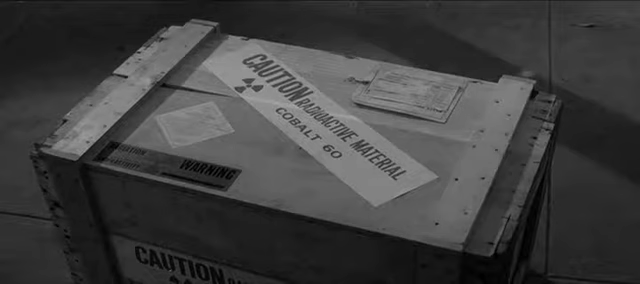 CAUTION RADIOACTIVE MATERIAL
COBALT 60
WARNING
CAUTION